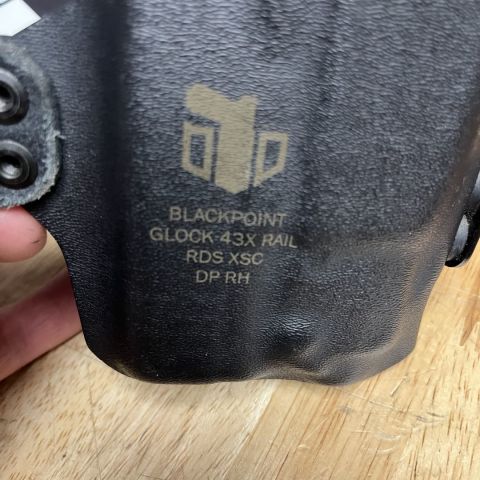 BLACKPOINT
GLOCK 43X RAIL
RDS XSC
DP RH